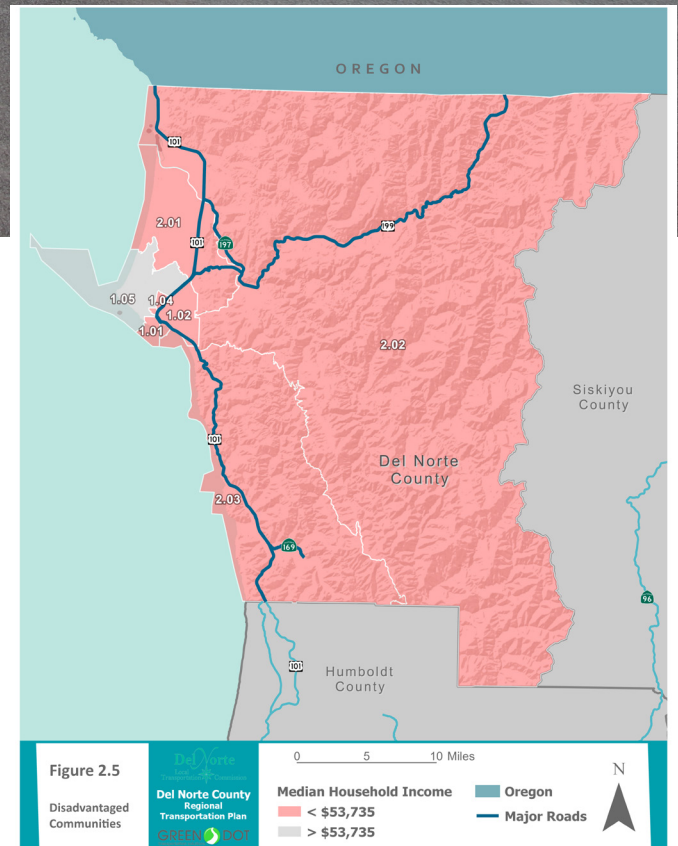 OREGON
101
2.01
101
197
199
1.05
1.04
1.02
1.01
2.02
Siskiyou
County
Del Norte
County
101
2.03
169
96
101
Humboldt
County
Figure 2.5
Disadvantaged
Communities
Del Norte
Local
Transportation Commission
Del Norte County
Regional
Transportation Plan
GREEN DOT
0 5 10 Miles
Median Household Income
< $53,735
> $53,735
Oregon
Major Roads
N